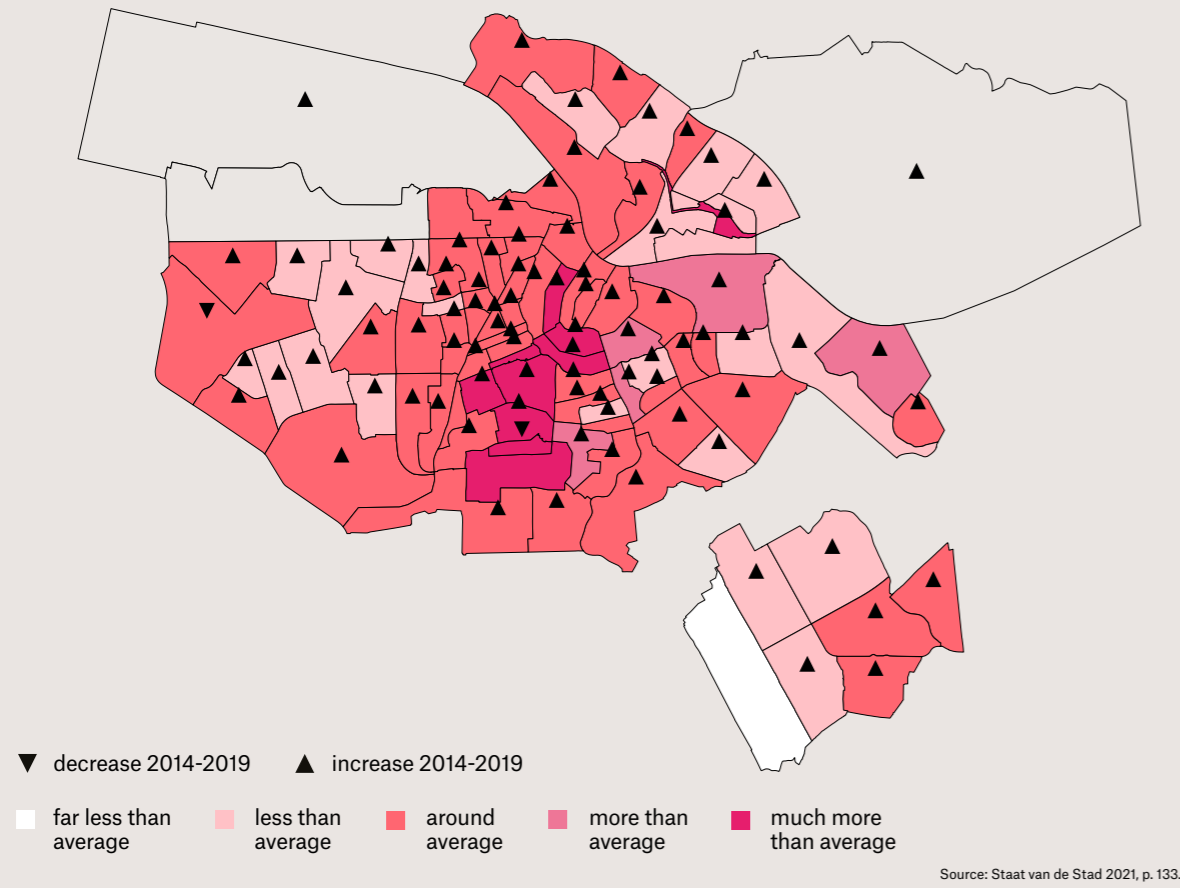 decrease 2014-2019
increase 2014-2019
far less than
average
less than
average
around
average
more than
average
much more
than average
Source: Staat van de Stad 2021, p. 133.